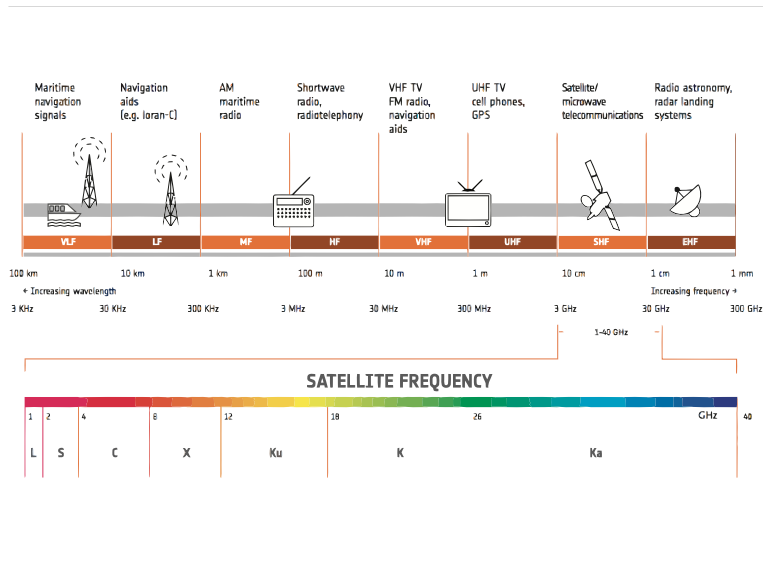 Maritime
navigation
signals
Navigation
aids
(e.g. loran-C)
AM
maritime
radio
Shortwave
radio,
radiotelephony
VHF TV
FM radio,
navigation
aids
UHF TV
cell phones,
GPS
Satellite/
microwave
telecommunications
Radio astronomy,
radar landing
systems
VLF LF MF HF VHF UHF SHF EHF
100 km 10 km 1 km 100 m 10 m 1 m 10 cm 1 cm 1 mm
← Increasing wavelength Increasing frequency →
3 KHz 30 KHz 300 KHz 3 MHz 30 MHz 300 MHz 3 GHz 30 GHz 300 GHz
1-40 GHz
SATELLITE FREQUENCY
1 2 4 8 12 18 26 GHz 40
L S C X Ku K Ka